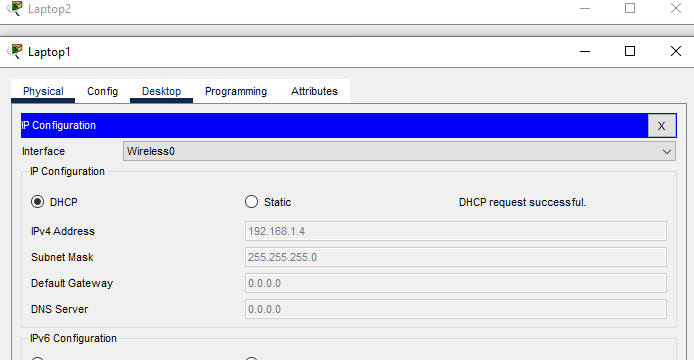 Laptop2
Laptop1
Physical Config Desktop Programming Attributes
IP Configuration X
Interface Wireless0
IP Configuration
DHCP Static DHCP request successful.
IPv4 Address 192.168.1.4
Subnet Mask 255.255.255.0
Default Gateway 0.0.0.0
DNS Server 0.0.0.0
IPv6 Configuration